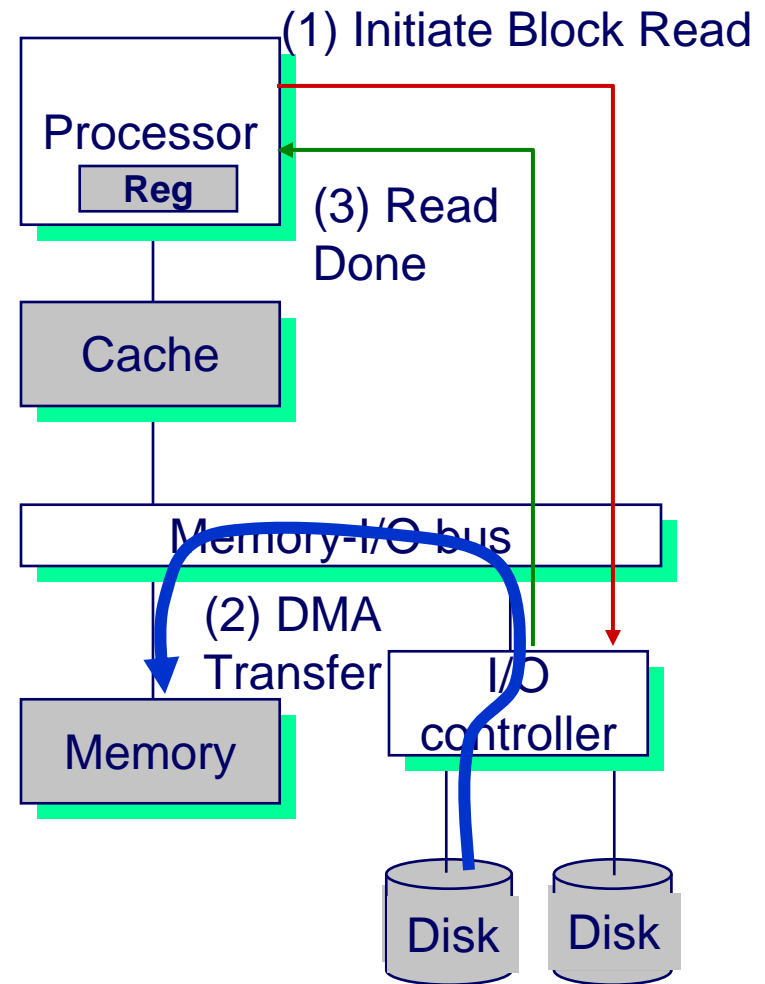 (1) Initiate Block Read
Processor
Reg
(3) Read
Done
Cache
Memory-I/O bus
(2) DMA
Transfer
I/O
controller
Memory
Disk
Disk